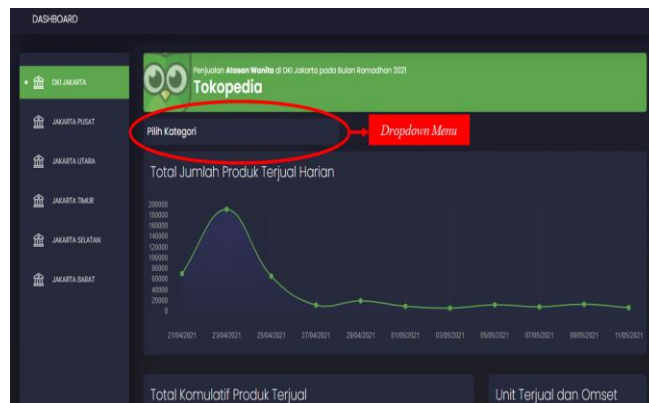 DASHBOARD
DKI JAKARTA
JAKARTA PUSAT
JAKARTA UTARA
JAKARTA TIMUR
JAKARTA SELATAN
JAKARTA BARAT
Penjualan Atasan Wanita di DKI Jakarta pada Bulan Ramadhan 2021
Tokopedia
Pilih Kategori
Dropdown Menu
Total Jumlah Produk Terjual Harian
200000
180000
160000
140000
120000
100000
80000
60000
40000
20000
0
21/04/2021 23/04/2021 25/04/2021 27/04/2021 29/04/2021 01/05/2021 03/05/2021 05/05/2021 07/05/2021 09/05/2021 11/05/2021
Total Komulatif Produk Terjual
Unit Terjual dan Omset